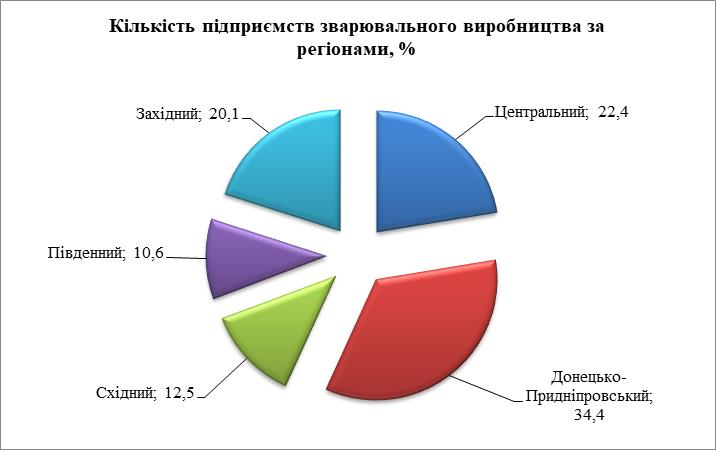 Кількість підприємств зварювального виробництва за
регіонами, %
Західний; 20,1
Центральний; 22,4
Південний; 10,6
Східний; 12,5
Донецько-
Придніпровський;
34,4